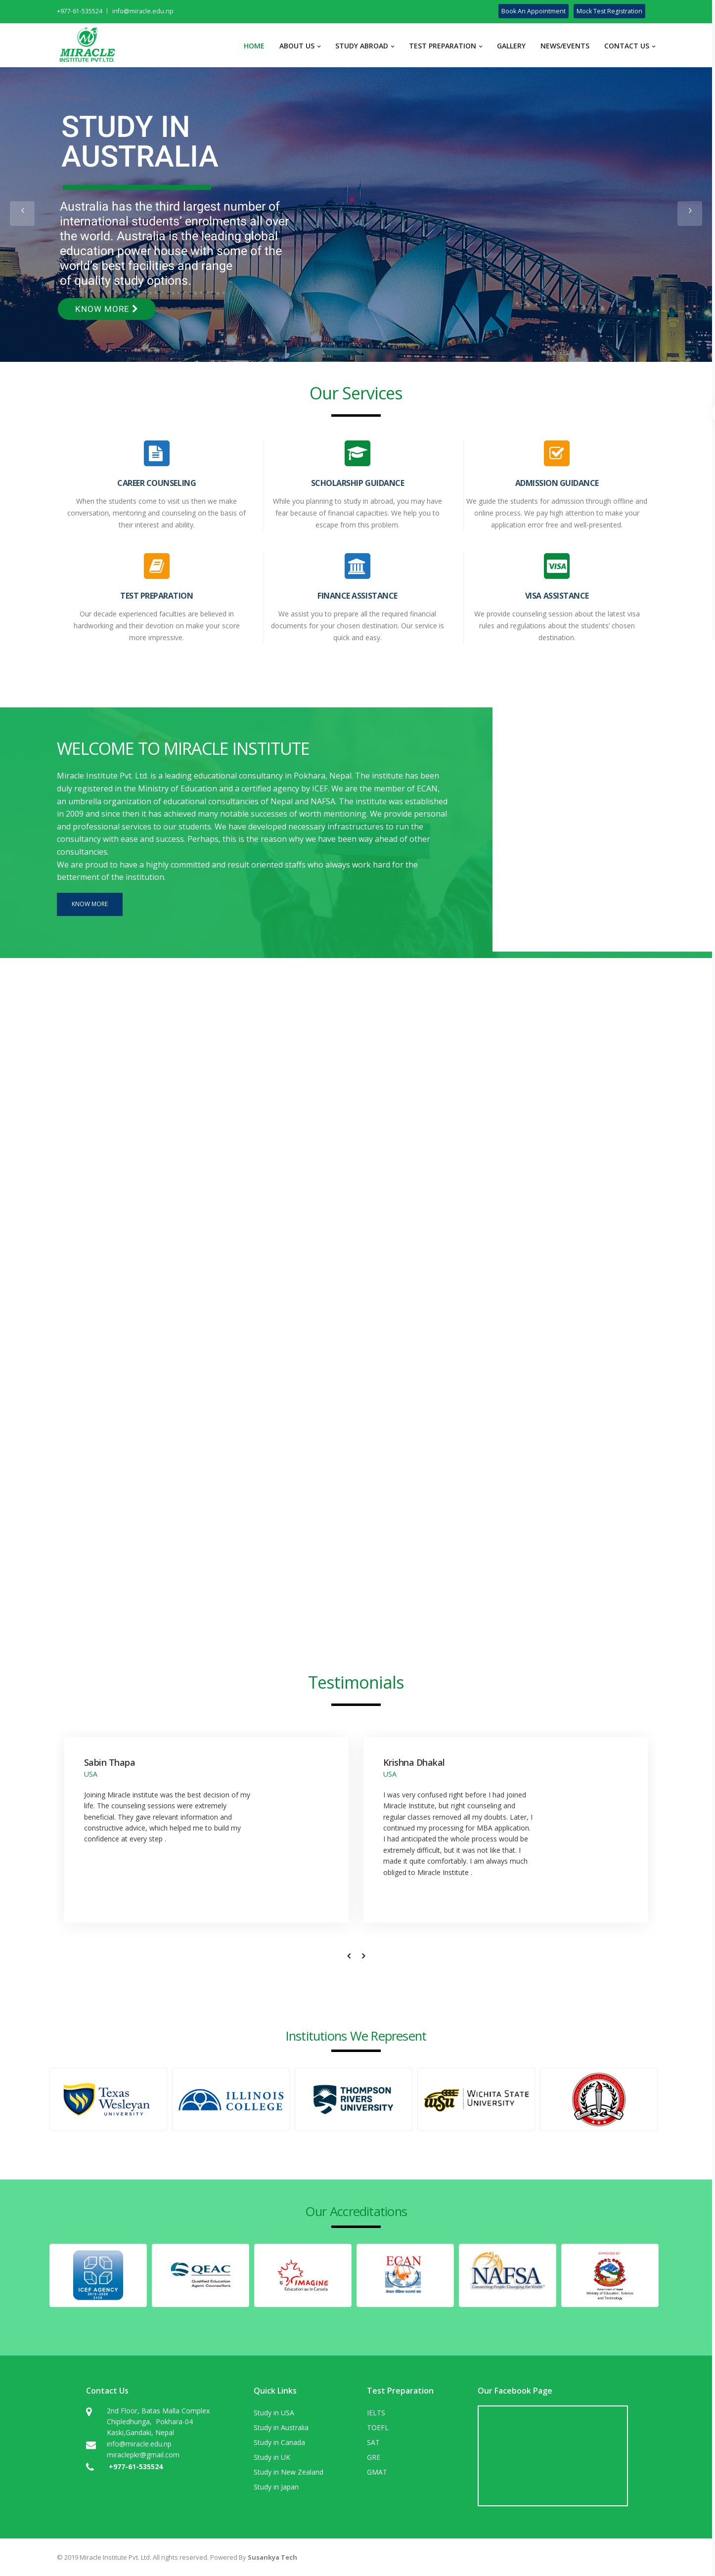 +977-61-535524 | info@miracle.edu.np
Book An Appointment
Mock Test Registration
MIRACLE
INSTITUTE PVT.LTD.
HOME
ABOUT US
STUDY ABROAD
TEST PREPARATION
GALLERY
NEWS/EVENTS
CONTACT US
STUDY IN
AUSTRALIA
Australia has the third largest number of
international students' enrolments all over
the world. Australia is the leading global
education power house with some of the
world's best facilities and range
of quality study options.
KNOW MORE
Our Services
CAREER COUNSELING
When the students come to visit us then we make
conversation, mentoring and counseling on the basis of
their interest and ability.
SCHOLARSHIP GUIDANCE
While you planning to study in abroad, you may have
fear because of financial capacities. We help you to
escape from this problem.
ADMISSION GUIDANCE
We guide the students for admission through offline and
online process. We pay high attention to make your
application error free and well-presented.
TEST PREPARATION
Our decade experienced faculties are believed in
hardworking and their devotion on make your score
more impressive.
FINANCE ASSISTANCE
We assist you to prepare all the required financial
documents for your chosen destination. Our service is
quick and easy.
VISA
VISA ASSISTANCE
We provide counseling session about the latest visa
rules and regulations about the students' chosen
destination.
WELCOME TO MIRACLE INSTITUTE
Miracle Institute Pvt. Ltd. is a leading educational consultancy in Pokhara, Nepal. The institute has been
duly registered in the Ministry of Education and a certified agency by ICEF. We are the member of ECAN,
an umbrella organization of educational consultancies of Nepal and NAFSA. The institute was established
in 2009 and since then it has achieved many notable successes of worth mentioning. We provide personal
and professional services to our students. We have developed necessary infrastructures to run the
consultancy with ease and success. Perhaps, this is the reason why we have been way ahead of other
consultancies.
We are proud to have a highly committed and result oriented staffs who always work hard for the
betterment of the institution.
KNOW MORE
Testimonials
Sabin Thapa
USA
Joining Miracle institute was the best decision of my
life. The counseling sessions were extremely
beneficial. They gave relevant information and
constructive advice, which helped me to build my
confidence at every step .
Krishna Dhakal
USA
I was very confused right before I had joined
Miracle Institute, but right counseling and
regular classes removed all my doubts. Later, I
continued my processing for MBA application.
I had anticipated the whole process would be
extremely difficult, but it was not like that. I
made it quite comfortably. I am always much
obliged to Miracle Institute .
Institutions We Represent
Texas
Wesleyan
UNIVERSITY
ILLINOIS
COLLEGE
THOMPSON
RIVERS
UNIVERSITY
WSU
WICHITA STATE
UNIVERSITY
Our Accreditations
ICEF AGENCY
QEAC
Qualified Education
Agent Counsellors
IMAGINE
Education au/in Canada
ECAN
NAFSA
Connecting People. Changing the World.
APPROVED BY
Government of Nepal
Ministry of Education, Science
and Technology
Contact Us
2nd Floor, Batas Malla Complex
Chipledhunga,  Pokhara-04
Kaski,Gandaki, Nepal
info@miracle.edu.np
miraclepkr@gmail.com
+977-61-535524
Quick Links
Study in USA
Study in Australia
Study in Canada
Study in UK
Study in New Zealand
Study in Japan
Test Preparation
IELTS
TOEFL
SAT
GRE
GMAT
Our Facebook Page
© 2019 Miracle Institute Pvt. Ltd. All rights reserved. Powered By Susankya Tech